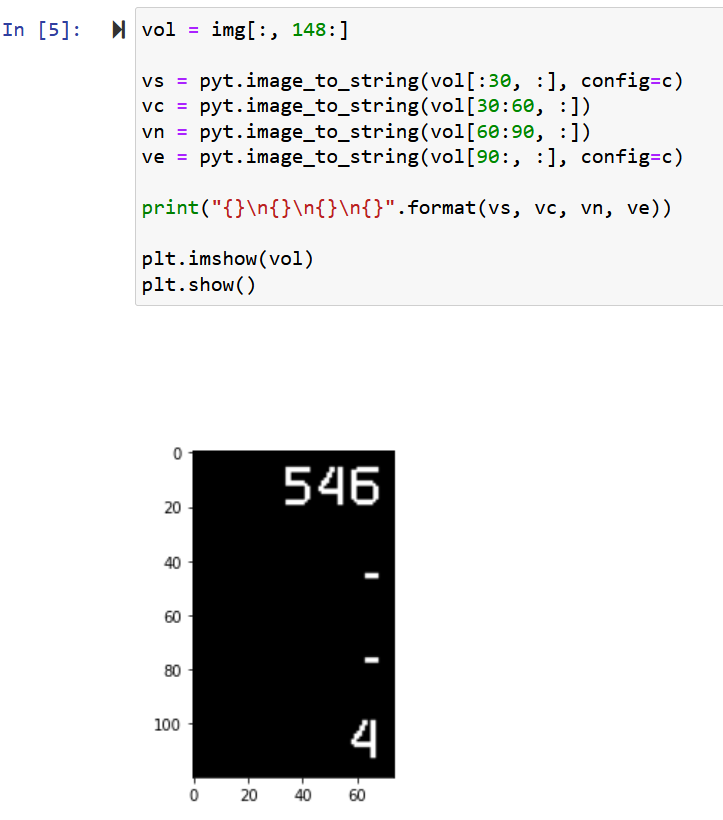 In [5]:
vol = img[:, 148:]
vs = pyt.image_to_string(vol[:30, :], config=c)
vc = pyt.image_to_string(vol[30:60, :])
vn = pyt.image_to_string(vol[60:90, :])
ve = pyt.image_to_string(vol[90:, :], config=c)
print("{}\n{}\n{}\n{}".format(vs, vc, vn, ve))
plt.imshow(vol)
plt.show()
0
546
20
40
-
60
-
80
100
4
0 20 40 60